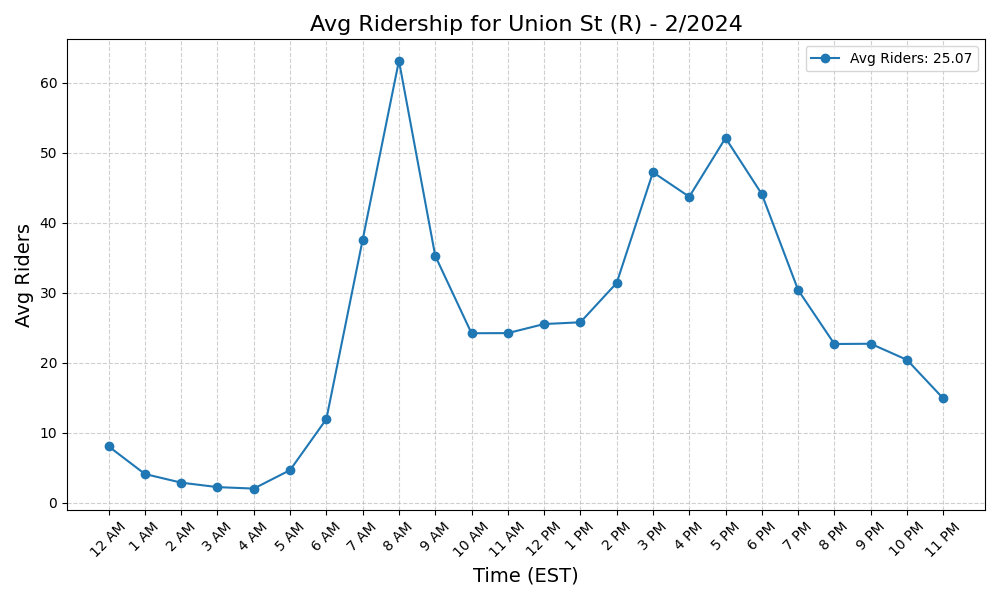 Avg Ridership for Union St (R) - 2/2024
Avg Riders: 25.07
Avg Riders
60
50
40
30
20
10
0
12 AM
1 AM
2 AM
3 AM
4 AM
5 AM
6 AM
7 AM
8 AM
9 AM
10 AM
11 AM
12 PM
1 PM
2 PM
3 PM
4 PM
5 PM
6 PM
7 PM
8 PM
9 PM
10 PM
11 PM
Time (EST)